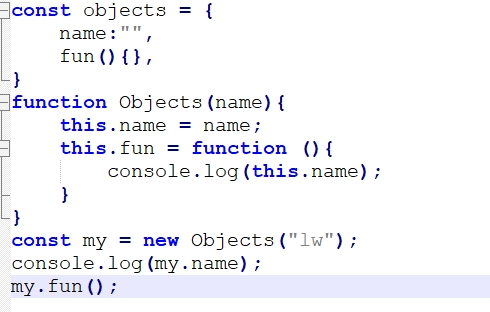 const objects = {
    name:"",
    fun(){},
}
function Objects(name){
    this.name = name;
    this.fun = function (){
        console.log(this.name);
    }
}
const my = new Objects("lw");
console.log(my.name);
my.fun();